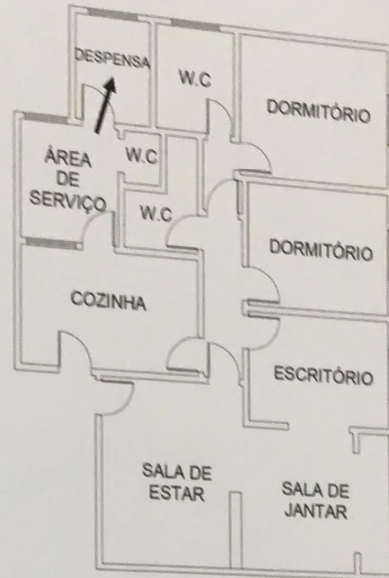 DESPENSA
W.C
DORMITÓRIO
ÁREA
DE
SERVIÇO
W.C
W.C
DORMITÓRIO
COZINHA
ESCRITÓRIO
SALA DE
ESTAR
SALA DE
JANTAR